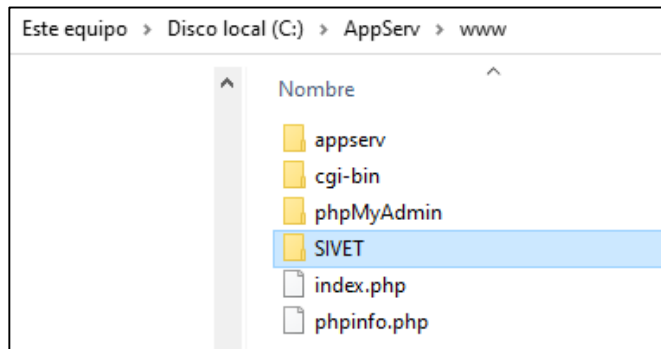 Este equipo > Disco local (C:) > AppServ > www
Nombre
appserv
cgi-bin
phpMyAdmin
SIVET
index.php
phpinfo.php